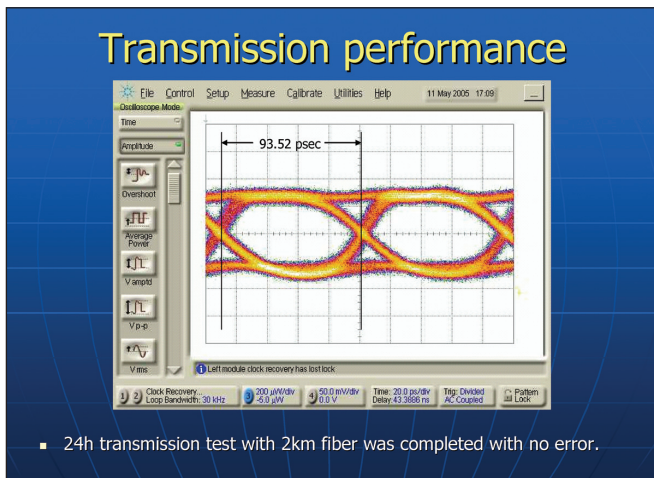 Transmission performance
File Control Setup Measure Calibrate Utilities Help 11 May 2005 17:09
Oscilloscope Mode
Time
Amplitude
93.52 psec
Overshoot
Average
Power
V amptd
V p-p
V rms
Left module clock recovery has lost lock.
1) 2) Clock Recovery...
Loop Bandwidth: 30 kHz
3) 200 µW/div
-6.0 µW
4) 50.0 mV/div
0.0 V
Time: 20.0 ps/div
Delay: 43.3886 ns
Trig: Divided
AC Coupled
Pattern
Lock
▪ 24h transmission test with 2km fiber was completed with no error.